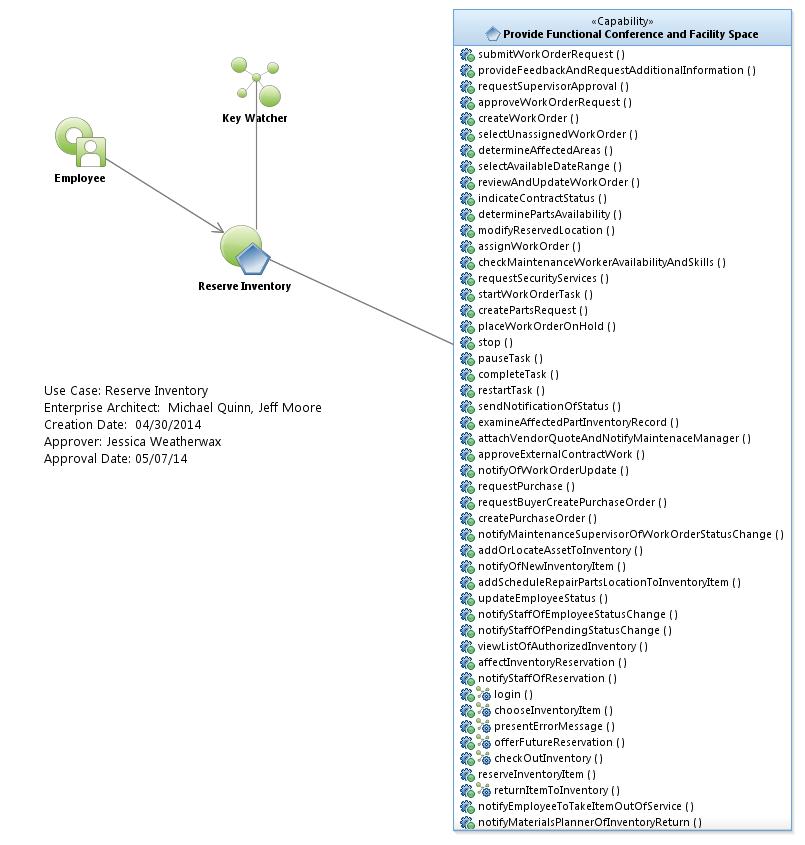 «Capability»
Provide Functional Conference and Facility Space
submitWorkOrderRequest ( )
provideFeedbackAndRequestAdditionalInformation ( )
requestSupervisorApproval ( )
approveWorkOrderRequest ( )
createWorkOrder ( )
selectUnassignedWorkOrder ( )
determineAffectedAreas ( )
selectAvailableDateRange ( )
reviewAndUpdateWorkOrder ( )
indicateContractStatus ( )
determinePartsAvailability ( )
modifyReservedLocation ( )
assignWorkOrder ( )
checkMaintenanceWorkerAvailabilityAndSkills ( )
requestSecurityServices ( )
startWorkOrderTask ( )
createPartsRequest ( )
placeWorkOrderOnHold ( )
stop ( )
pauseTask ( )
completeTask ( )
restartTask ( )
sendNotificationOfStatus ( )
examineAffectedPartInventoryRecord ( )
attachVendorQuoteAndNotifyMaintenaceManager ( )
approveExternalContractWork ( )
notifyOfWorkOrderUpdate ( )
requestPurchase ( )
requestBuyerCreatePurchaseOrder ( )
createPurchaseOrder ( )
notifyMaintenanceSupervisorOfWorkOrderStatusChange ( )
addOrLocateAssetToInventory ( )
notifyOfNewInventoryItem ( )
addScheduleRepairPartsLocationToInventoryItem ( )
updateEmployeeStatus ( )
notifyStaffOfEmployeeStatusChange ( )
notifyStaffOfPendingStatusChange ( )
viewListOfAuthorizedInventory ( )
affectInventoryReservation ( )
notifyStaffOfReservation ( )
login ( )
chooseInventoryItem ( )
presentErrorMessage ( )
offerFutureReservation ( )
checkOutInventory ( )
reserveInventoryItem ( )
returnItemToInventory ( )
notifyEmployeeToTakeItemOutOfService ( )
notifyMaterialsPlannerOfInventoryReturn ( )
Key Watcher
Employee
Reserve Inventory
Use Case: Reserve Inventory
Enterprise Architect:  Michael Quinn, Jeff Moore
Creation Date:  04/30/2014
Approver: Jessica Weatherwax
Approval Date: 05/07/14